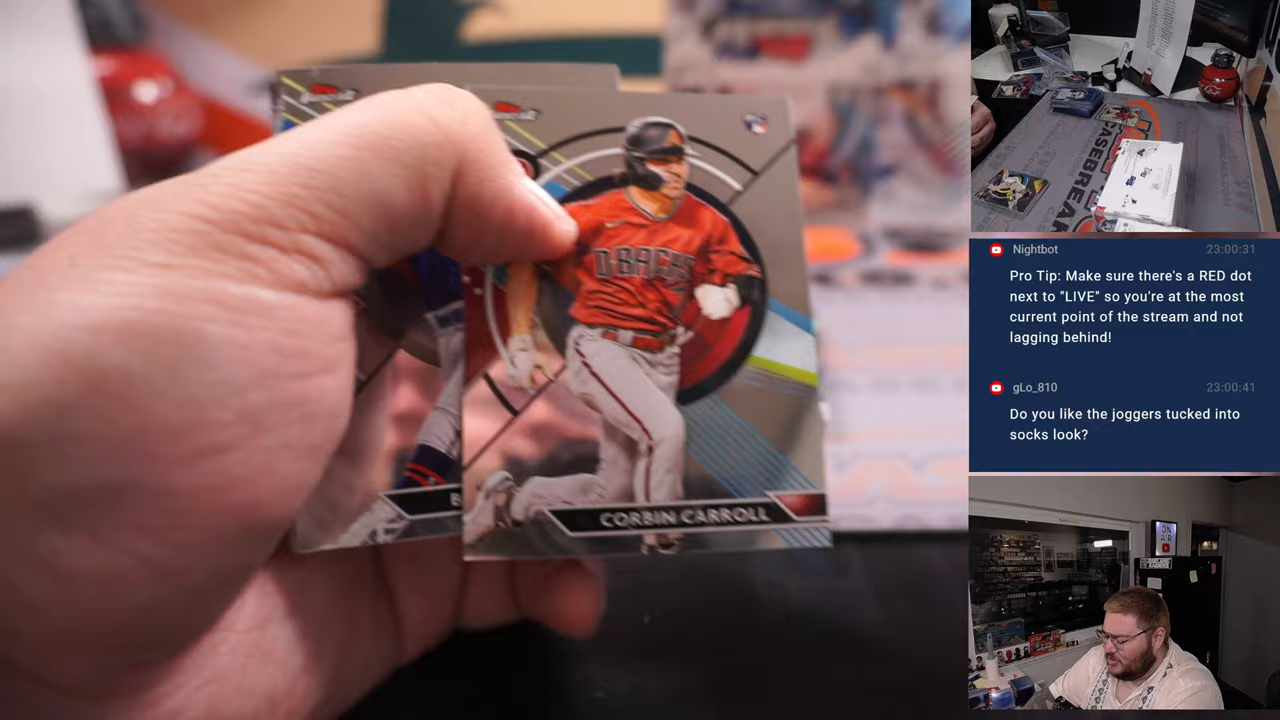 D-BACKS
CORBIN CARROLL
B
CASEBREAK
Nightbot 23:00:31
Pro Tip: Make sure there's a RED dot
next to "LIVE" so you're at the most
current point of the stream and not
lagging behind!
gLo_810 23:00:41
Do you like the joggers tucked into
socks look?
ON
AIR